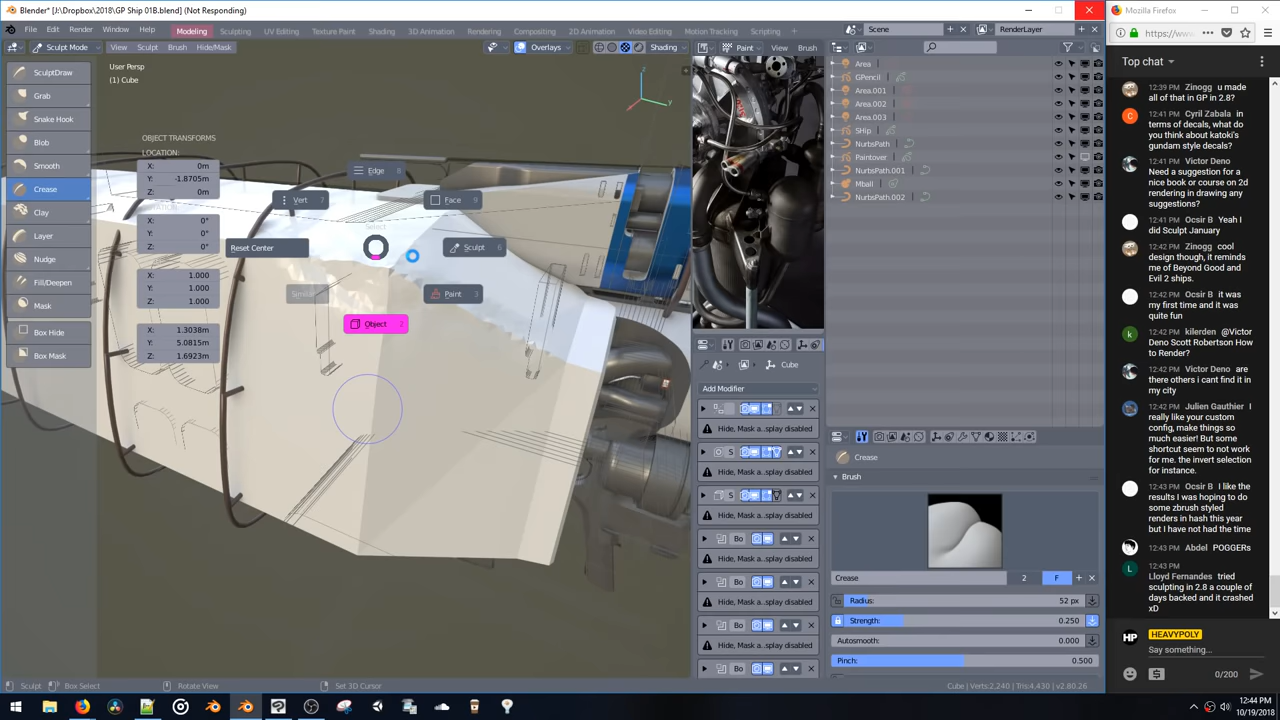 Blender* [J:\Dropbox\2018\GP Ship 01B.blend] (Not Responding)
File Edit Render Window Help Modeling Sculpting UV Editing Texture Paint Shading 3D Animation Rendering Compositing 2D Animation Video Editing Motion Tracking Scripting Scene RenderLayer
Sculpt Mode View Sculpt Brush Hide/Mask Overlays Shading Paint View Brush
User Persp
(1) Cube
SculptDraw
Grab
Snake Hook
Blob
Smooth
Crease
Clay
Layer
Nudge
Fill/Deepen
Mask
Box Hide
Box Mask
OBJECT TRANSFORMS
LOCATION:
X: 0m
Y: -1.8705m
Z: 0m
X: 0°
Y: 0°
Z: 0°
X: 1.000
Y: 1.000
Z: 1.000
X: 1.3038m
Y: 5.0815m
Z: 1.6923m
Reset Center
Edge 8
Vert 7
Face 9
Select
Sculpt 6
Paint 3
Object 2
z
y
Cube
Add Modifier
Hide, Mask a..splay disabled
S
Hide, Mask a..splay disabled
S
Hide, Mask a..splay disabled
Bo
Hide, Mask a..splay disabled
Bo
Hide, Mask a..splay disabled
Bo
Hide, Mask a..splay disabled
Bo
Area
GPencil
Area.001
Area.002
Area.003
SHip
NurbsPath
Paintover
NurbsPath.001
Mball
NurbsPath.002
Crease
Brush
Crease 2 F
Radius: 52 px
Strength: 0.250
Autosmooth: 0.000
Pinch: 0.500
Sculpt Box Select Rotate View Set 3D Cursor Cube | Verts:2,240 | Tris:4,430 | v2.80.26
Mozilla Firefox
https://www.
Top chat
12:39 PM Zinogg u made
all of that in GP in 2.8?
12:41 PM Cyril Zabala in
terms of decals, what do
you think about katoki's
gundam style decals?
12:41 PM Victor Deno
Need a suggestion for a
nice book or course on 2d
rendering in drawing any
suggestions?
12:41 PM Ocsir B Yeah I
did Sculpt January
12:42 PM Zinogg cool
design though, it reminds
me of Beyond Good and
Evil 2 ships.
12:42 PM Ocsir B it was
my first time and it was
quite fun
12:42 PM kilerden @Victor
Deno Scott Robertson How
to Render?
12:42 PM Victor Deno are
there others i cant find it in
my city
12:42 PM Julien Gauthier I
really like your custom
config, make things so
much easier! But some
shortcut seem to not work
for me. the invert selection
for instance.
12:43 PM Ocsir B I like the
results I was hoping to do
some zbrush styled
renders in hash this year
but I have not had the time
12:43 PM Abdel POGGERs
12:43 PM
Lloyd Fernandes tried
sculpting in 2.8 a couple of
days backed and it crashed
xD
HP HEAVYPOLY
Say something...
0/200
12:44 PM
10/19/2018